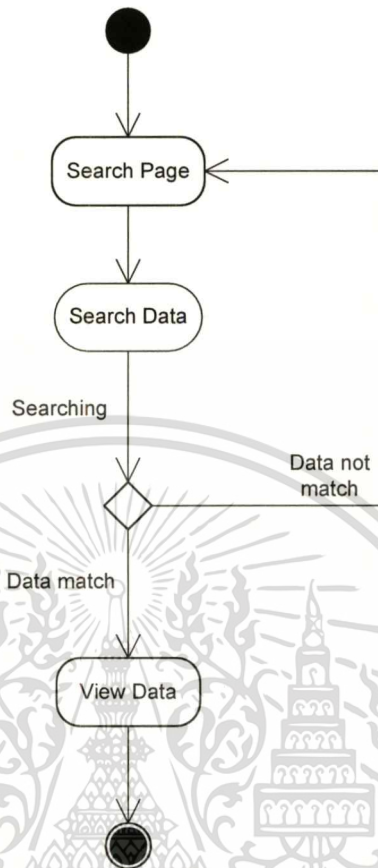 Search Page
Search Data
Searching
Data not
match
Data match
View Data